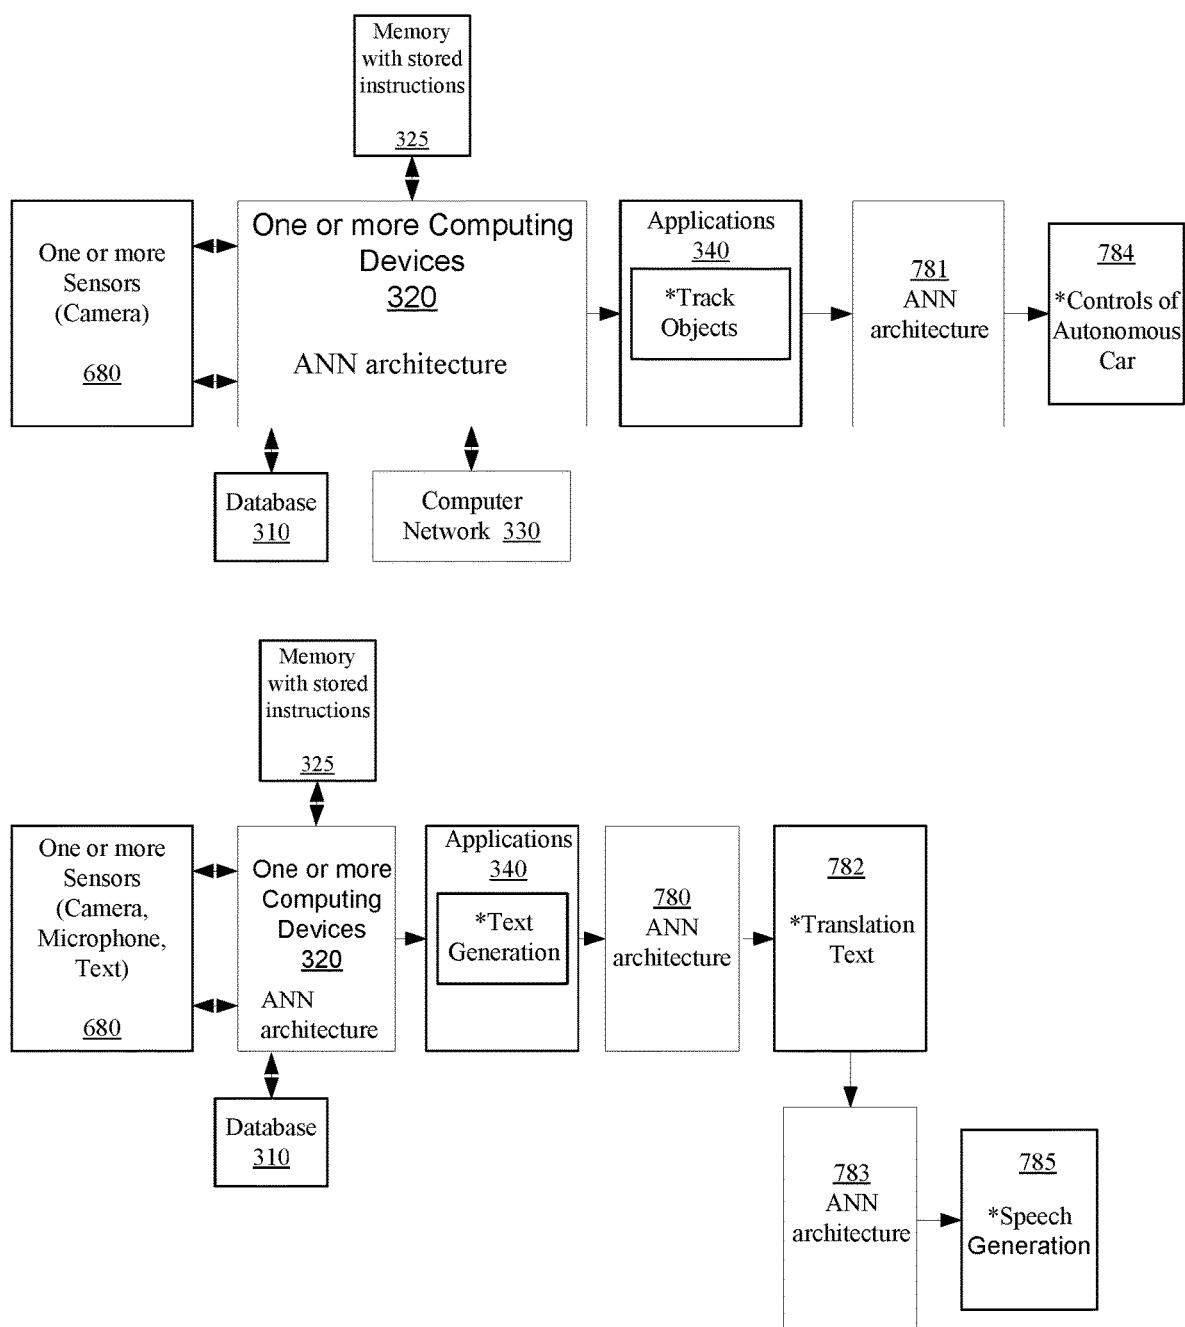 Memory
with stored
instructions
325
One or more
Sensors
(Camera)
680
One or more Computing
Devices
320
ANN architecture
Applications
340
*Track
Objects
781
ANN
architecture
784
*Controls of
Autonomous
Car
Database
310
Computer
Network 330
Memory
with stored
instructions
325
One or more
Sensors
(Camera,
Microphone,
Text)
680
One or more
Computing
Devices
320
ANN
architecture
Applications
340
*Text
Generation
780
ANN
architecture
782
*Translation
Text
Database
310
783
ANN
architecture
785
*Speech
Generation